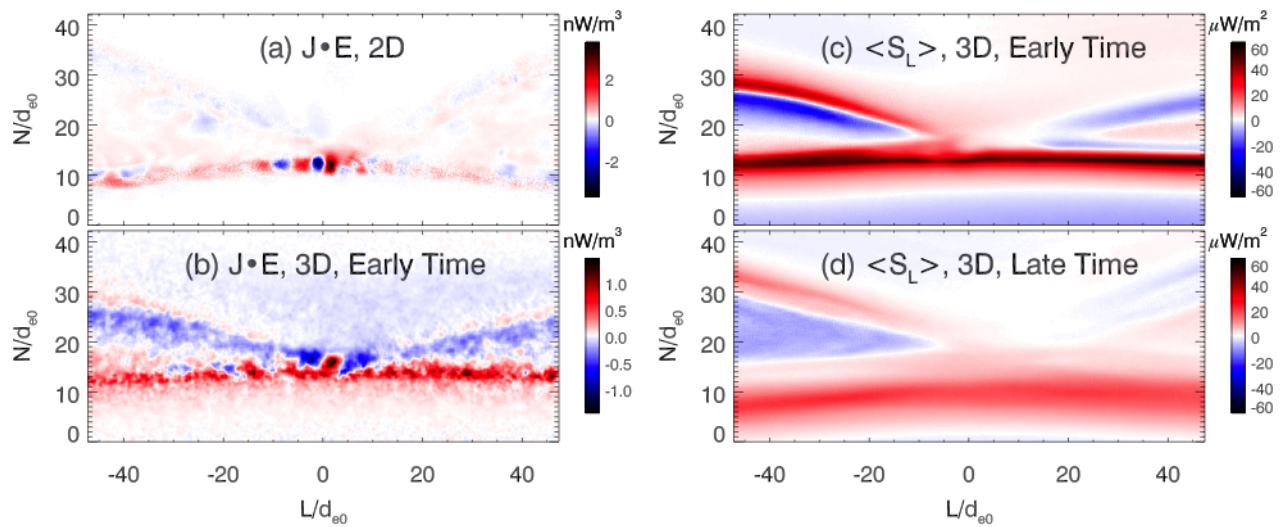 nW/m³
(a) J•E, 2D
N/d_e0
40
30
20
10
0
2
0
-2
μW/m²
(c) <S_L>, 3D, Early Time
N/d_e0
40
30
20
10
0
60
40
20
0
-20
-40
-60
nW/m³
(b) J•E, 3D, Early Time
N/d_e0
40
30
20
10
0
1.0
0.5
0.0
-0.5
-1.0
-40 -20 0 20 40
L/d_e0
μW/m²
(d) <S_L>, 3D, Late Time
N/d_e0
40
30
20
10
0
60
40
20
0
-20
-40
-60
-40 -20 0 20 40
L/d_e0